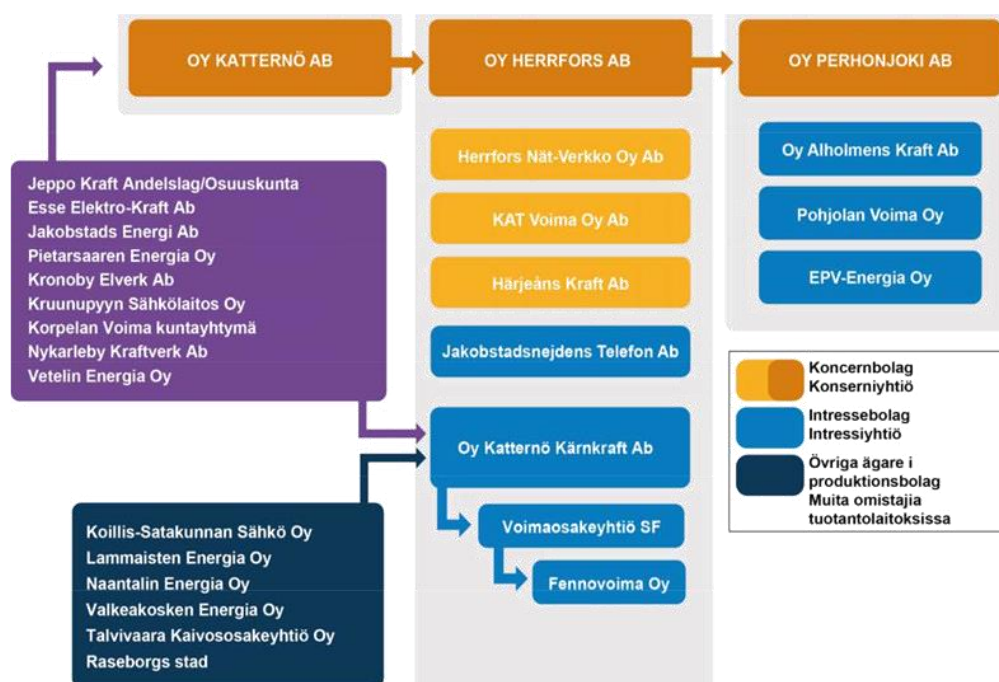 OY KATTERNÖ AB
OY HERRFORS AB
OY PERHONJOKI AB
Jeppo Kraft Andelslag/Osuuskunta
Esse Elektro-Kraft Ab
Jakobstads Energi Ab
Pietarsaaren Energia Oy
Kronoby Elverk Ab
Kruunupyyn Sähkölaitos Oy
Korpelan Voima kuntayhtymä
Nykarleby Kraftverk Ab
Vetelin Energia Oy
Herrfors Nät-Verkko Oy Ab
KAT Voima Oy Ab
Härjeåns Kraft Ab
Jakobstadsnejdens Telefon Ab
Oy Katternö Kärnkraft Ab
Voimaosakeyhtiö SF
Fennovoima Oy
Oy Alholmens Kraft Ab
Pohjolan Voima Oy
EPV-Energia Oy
Koillis-Satakunnan Sähkö Oy
Lammaisten Energia Oy
Naantalin Energia Oy
Valkeakosken Energia Oy
Talvivaara Kaivososakeyhtiö Oy
Raseborgs stad
Koncernbolag
Konserniyhtiö
Intressebolag
Intressiyhtiö
Övriga ägare i
produktionsbolag
Muita omistajia
tuotantolaitoksissa